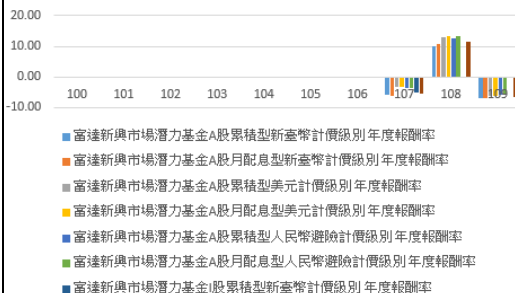 20.00
10.00
0.00
-10.00
100 101 102 103 104 105 106 107 108 109
富達新興市場潛力基金A股累積型新臺幣計價級別 年度報酬率
富達新興市場潛力基金A股月配息型新臺幣計價級別 年度報酬率
富達新興市場潛力基金A股累積型美元計價級別 年度報酬率
富達新興市場潛力基金A股月配息型美元計價級別 年度報酬率
富達新興市場潛力基金A股累積型人民幣避險計價級別 年度報酬率
富達新興市場潛力基金A股月配息型人民幣避險計價級別 年度報酬率
富達新興市場潛力基金I股累積型新臺幣計價級別 年度報酬率